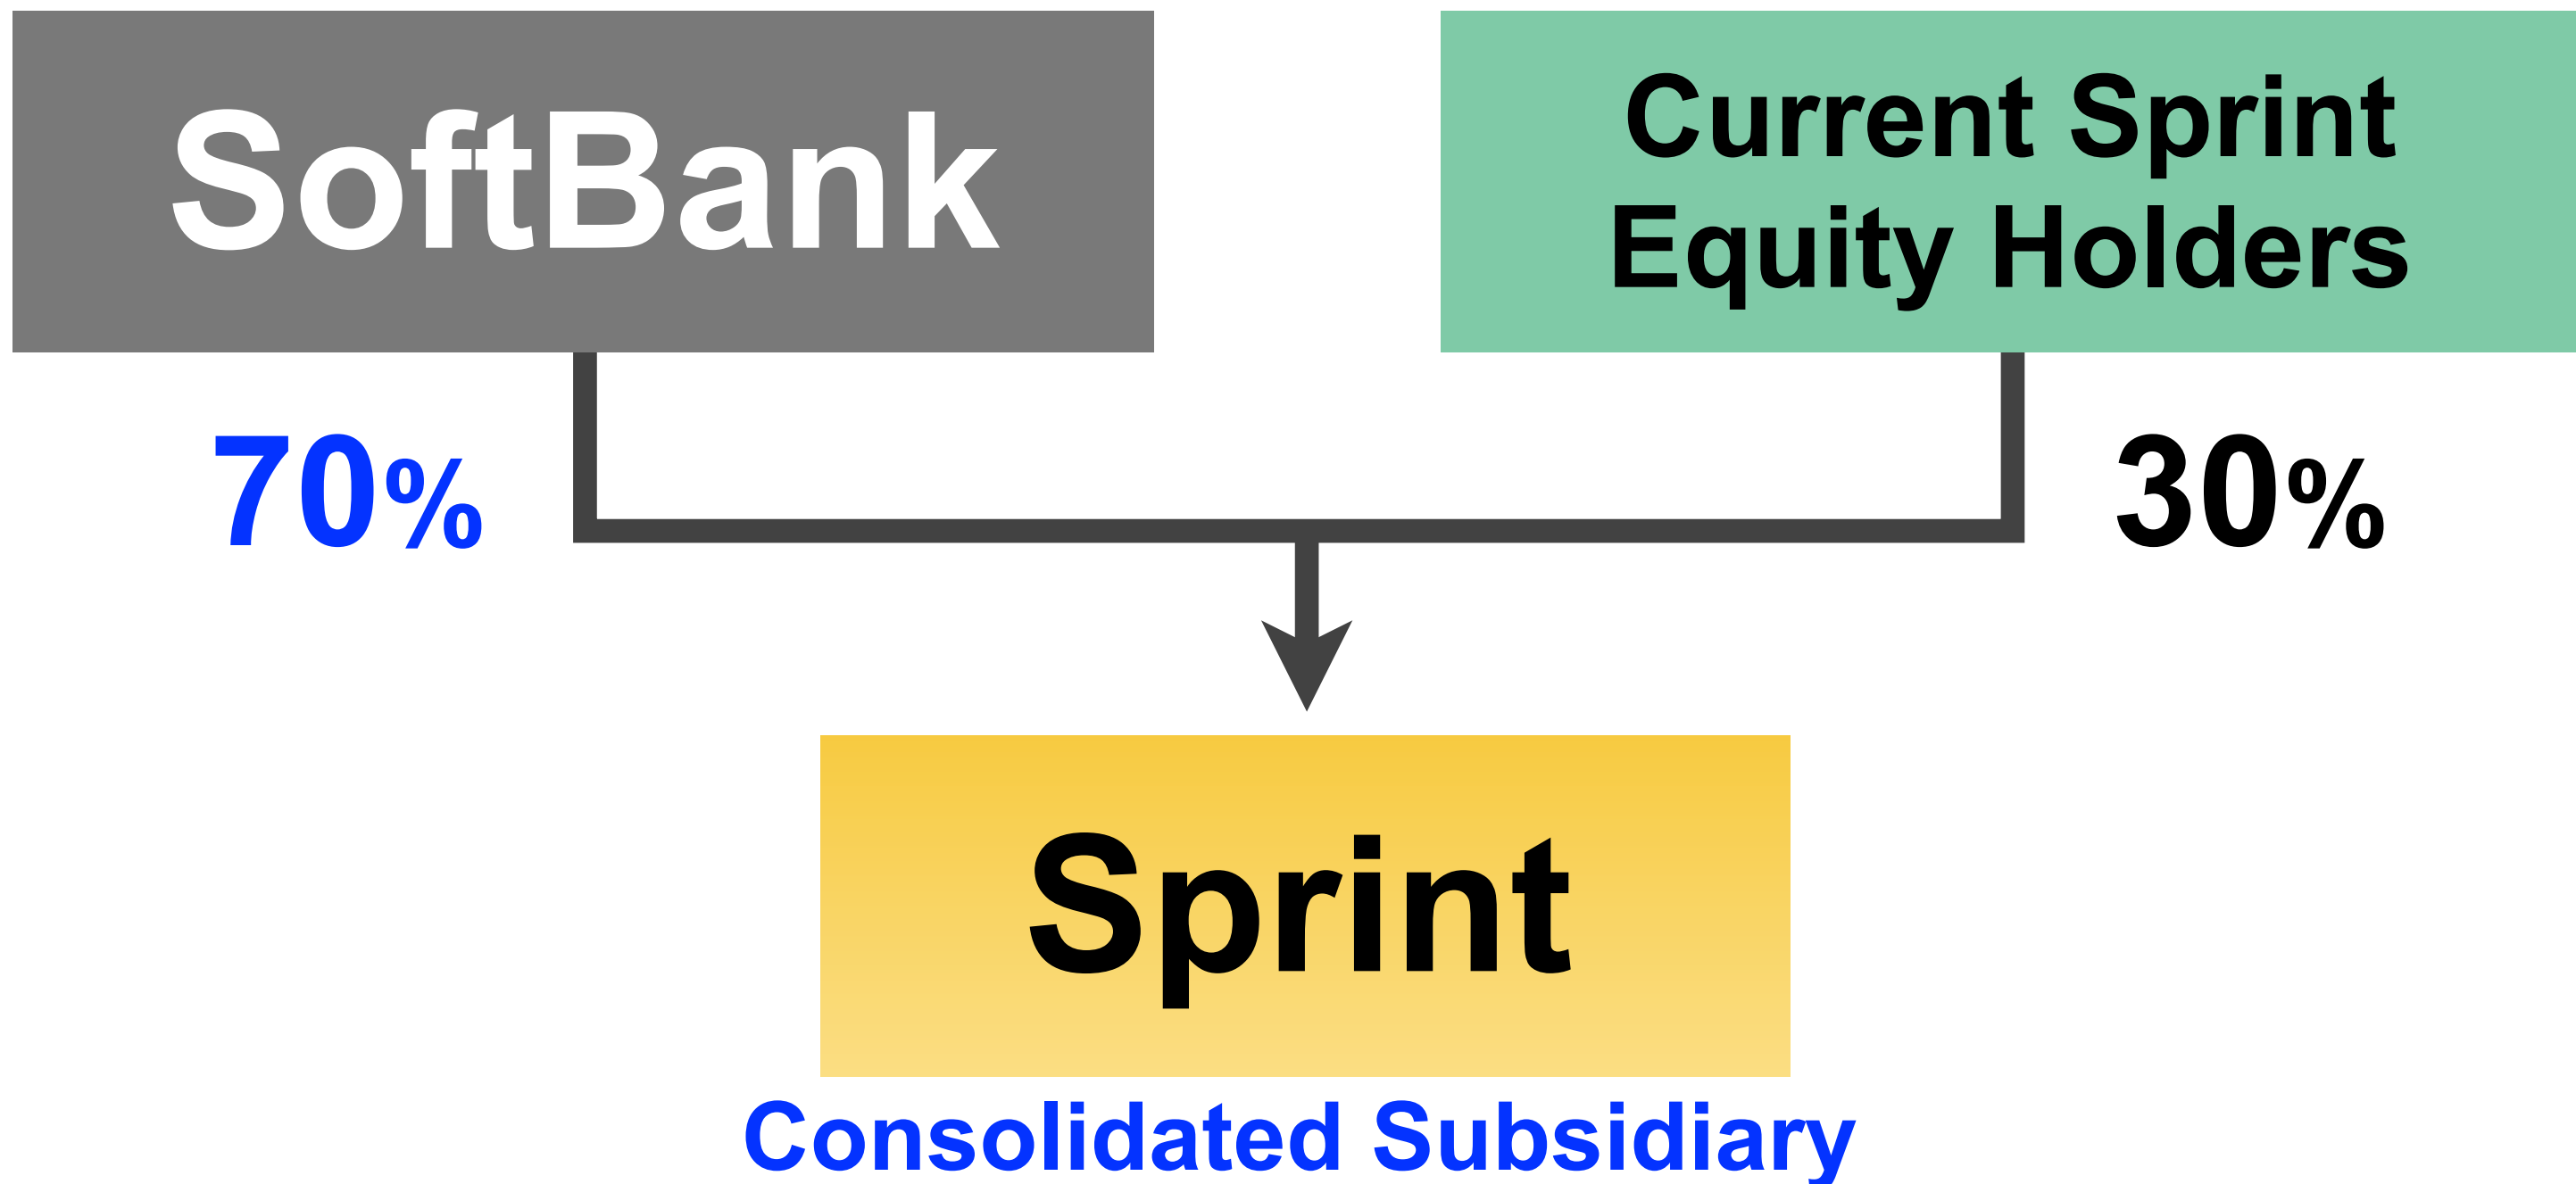 SoftBank
Current Sprint
Equity Holders
70%
30%
Sprint
Consolidated Subsidiary